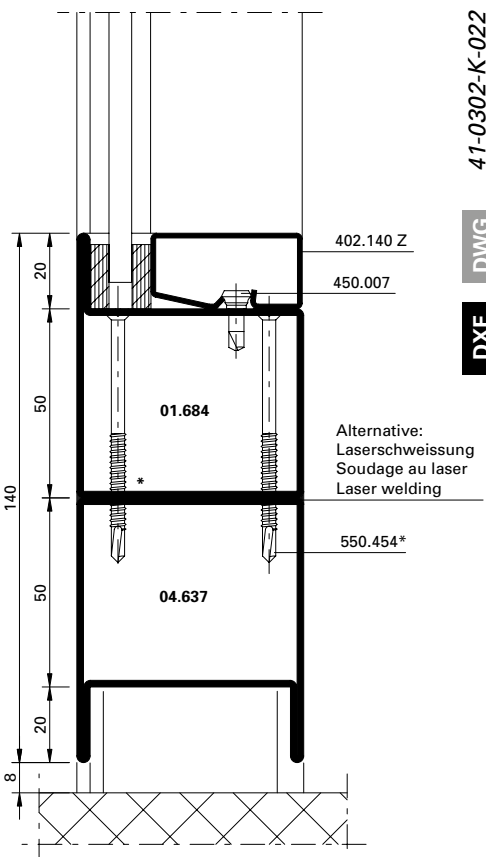 41-0302-K-022
DWG
DXF
402.140 Z
450.007
20
50
140
50
20
8
01.684
*
Alternative:
Laserschweissung
Soudage au laser
Laser welding
550.454*
04.637